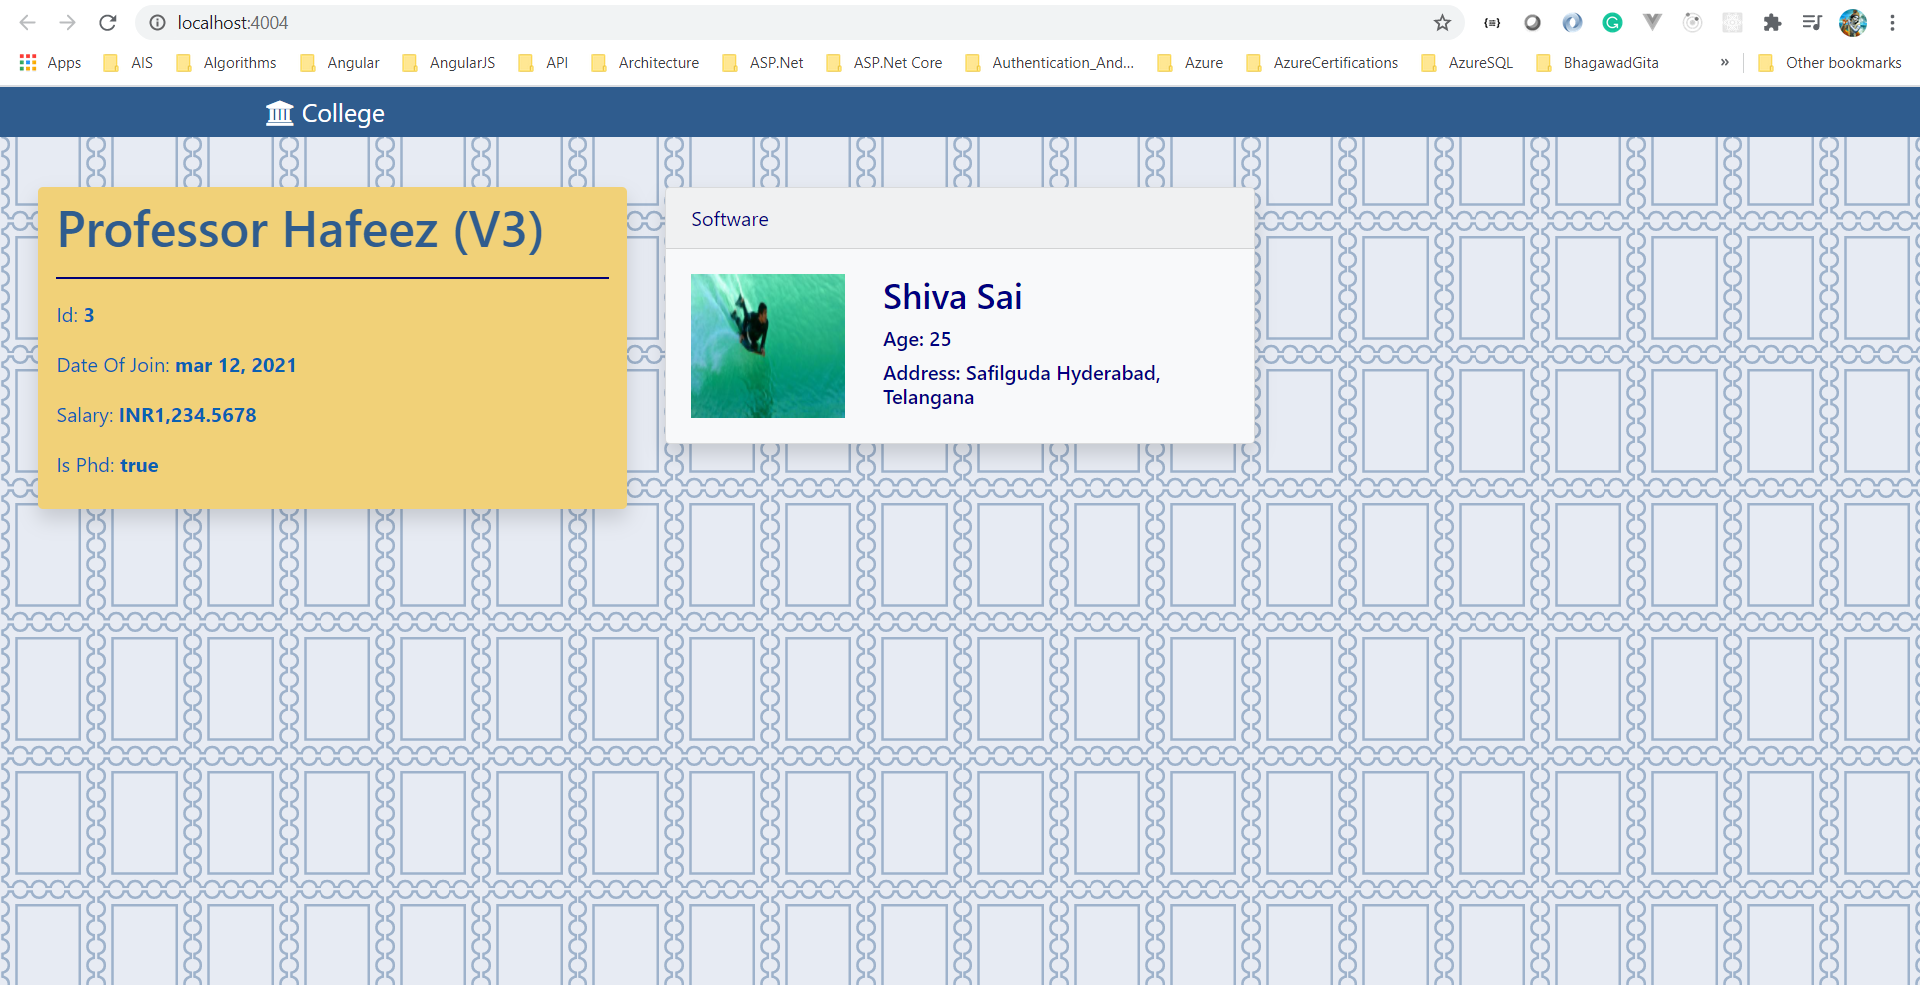 localhost:4004
Apps AIS Algorithms Angular AngularJS API Architecture ASP.Net ASP.Net Core Authentication_And... Azure AzureCertifications AzureSQL BhagawadGita » Other bookmarks
College
Professor Hafeez (V3)
Id: 3
Date Of Join: mar 12, 2021
Salary: INR1,234.5678
Is Phd: true
Software
Shiva Sai
Age: 25
Address: Safilguda Hyderabad,
Telangana